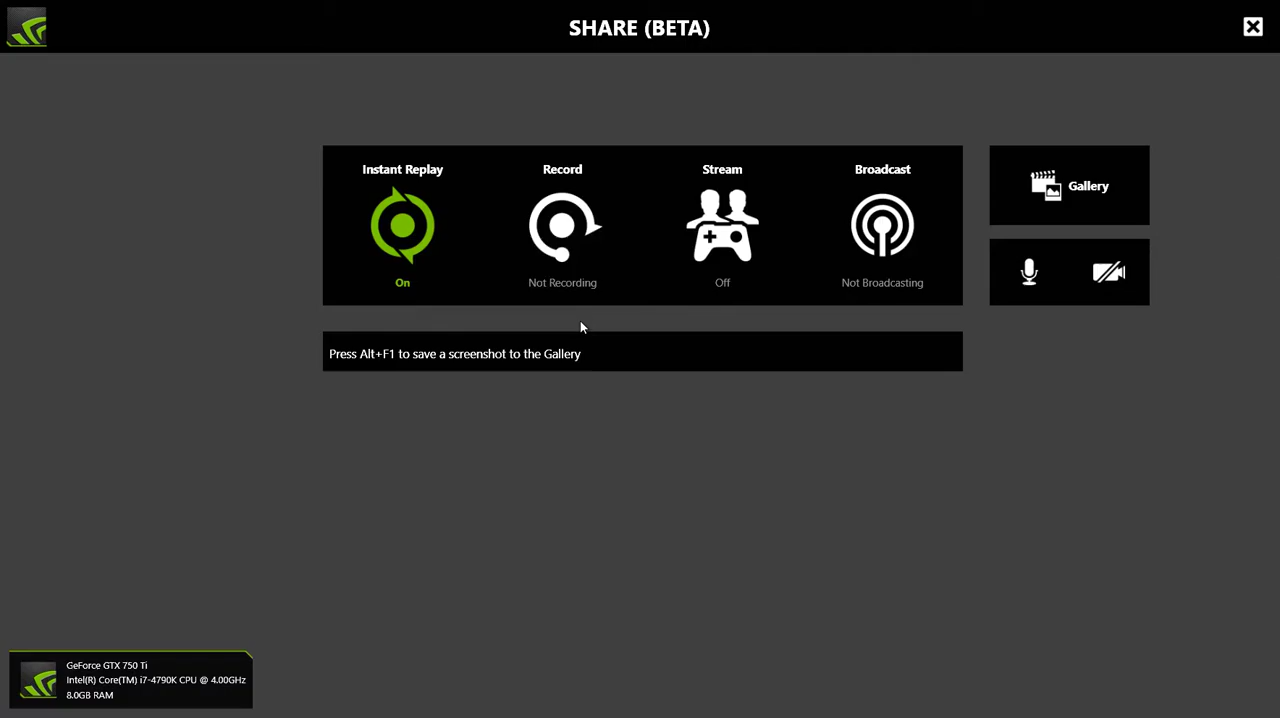 SHARE (BETA)
Instant Replay
Record
Stream
Broadcast
On
Not Recording
Off
Not Broadcasting
Gallery
Press Alt+F1 to save a screenshot to the Gallery
GeForce GTX 750 Ti
Intel(R) Core(TM) i7-4790K CPU @ 4.00GHz
8.0GB RAM